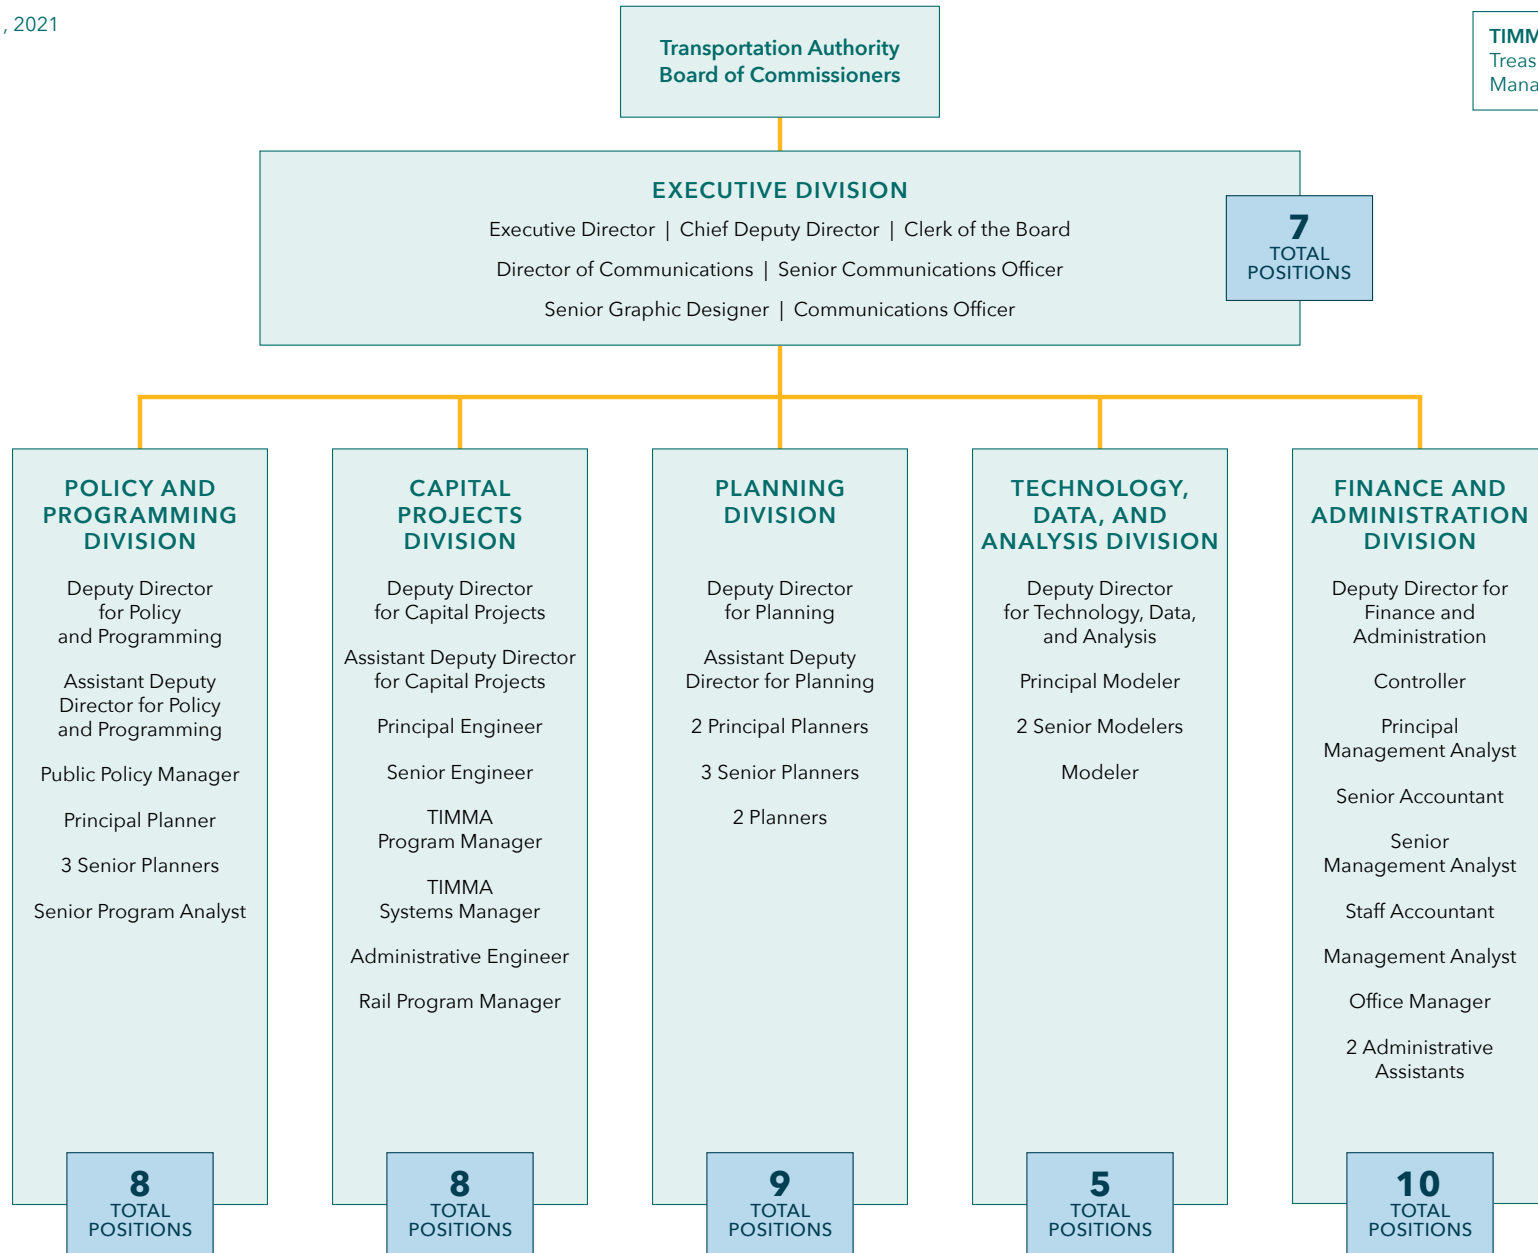 , 2021
Transportation Authority
Board of Commissioners
TIMM
Treas
Mana
EXECUTIVE DIVISION
Executive Director | Chief Deputy Director | Clerk of the Board
Director of Communications | Senior Communications Officer
Senior Graphic Designer | Communications Officer
7
TOTAL
POSITIONS
POLICY AND
PROGRAMMING
DIVISION
Deputy Director
for Policy
and Programming
Assistant Deputy
Director for Policy
and Programming
Public Policy Manager
Principal Planner
3 Senior Planners
Senior Program Analyst
8
TOTAL
POSITIONS
CAPITAL
PROJECTS
DIVISION
Deputy Director
for Capital Projects
Assistant Deputy Director
for Capital Projects
Principal Engineer
Senior Engineer
TIMMA
Program Manager
TIMMA
Systems Manager
Administrative Engineer
Rail Program Manager
8
TOTAL
POSITIONS
PLANNING
DIVISION
Deputy Director
for Planning
Assistant Deputy
Director for Planning
2 Principal Planners
3 Senior Planners
2 Planners
9
TOTAL
POSITIONS
TECHNOLOGY,
DATA, AND
ANALYSIS DIVISION
Deputy Director
for Technology, Data,
and Analysis
Principal Modeler
2 Senior Modelers
Modeler
5
TOTAL
POSITIONS
FINANCE AND
ADMINISTRATION
DIVISION
Deputy Director for
Finance and
Administration
Controller
Principal
Management Analyst
Senior Accountant
Senior
Management Analyst
Staff Accountant
Management Analyst
Office Manager
2 Administrative
Assistants
10
TOTAL
POSITIONS